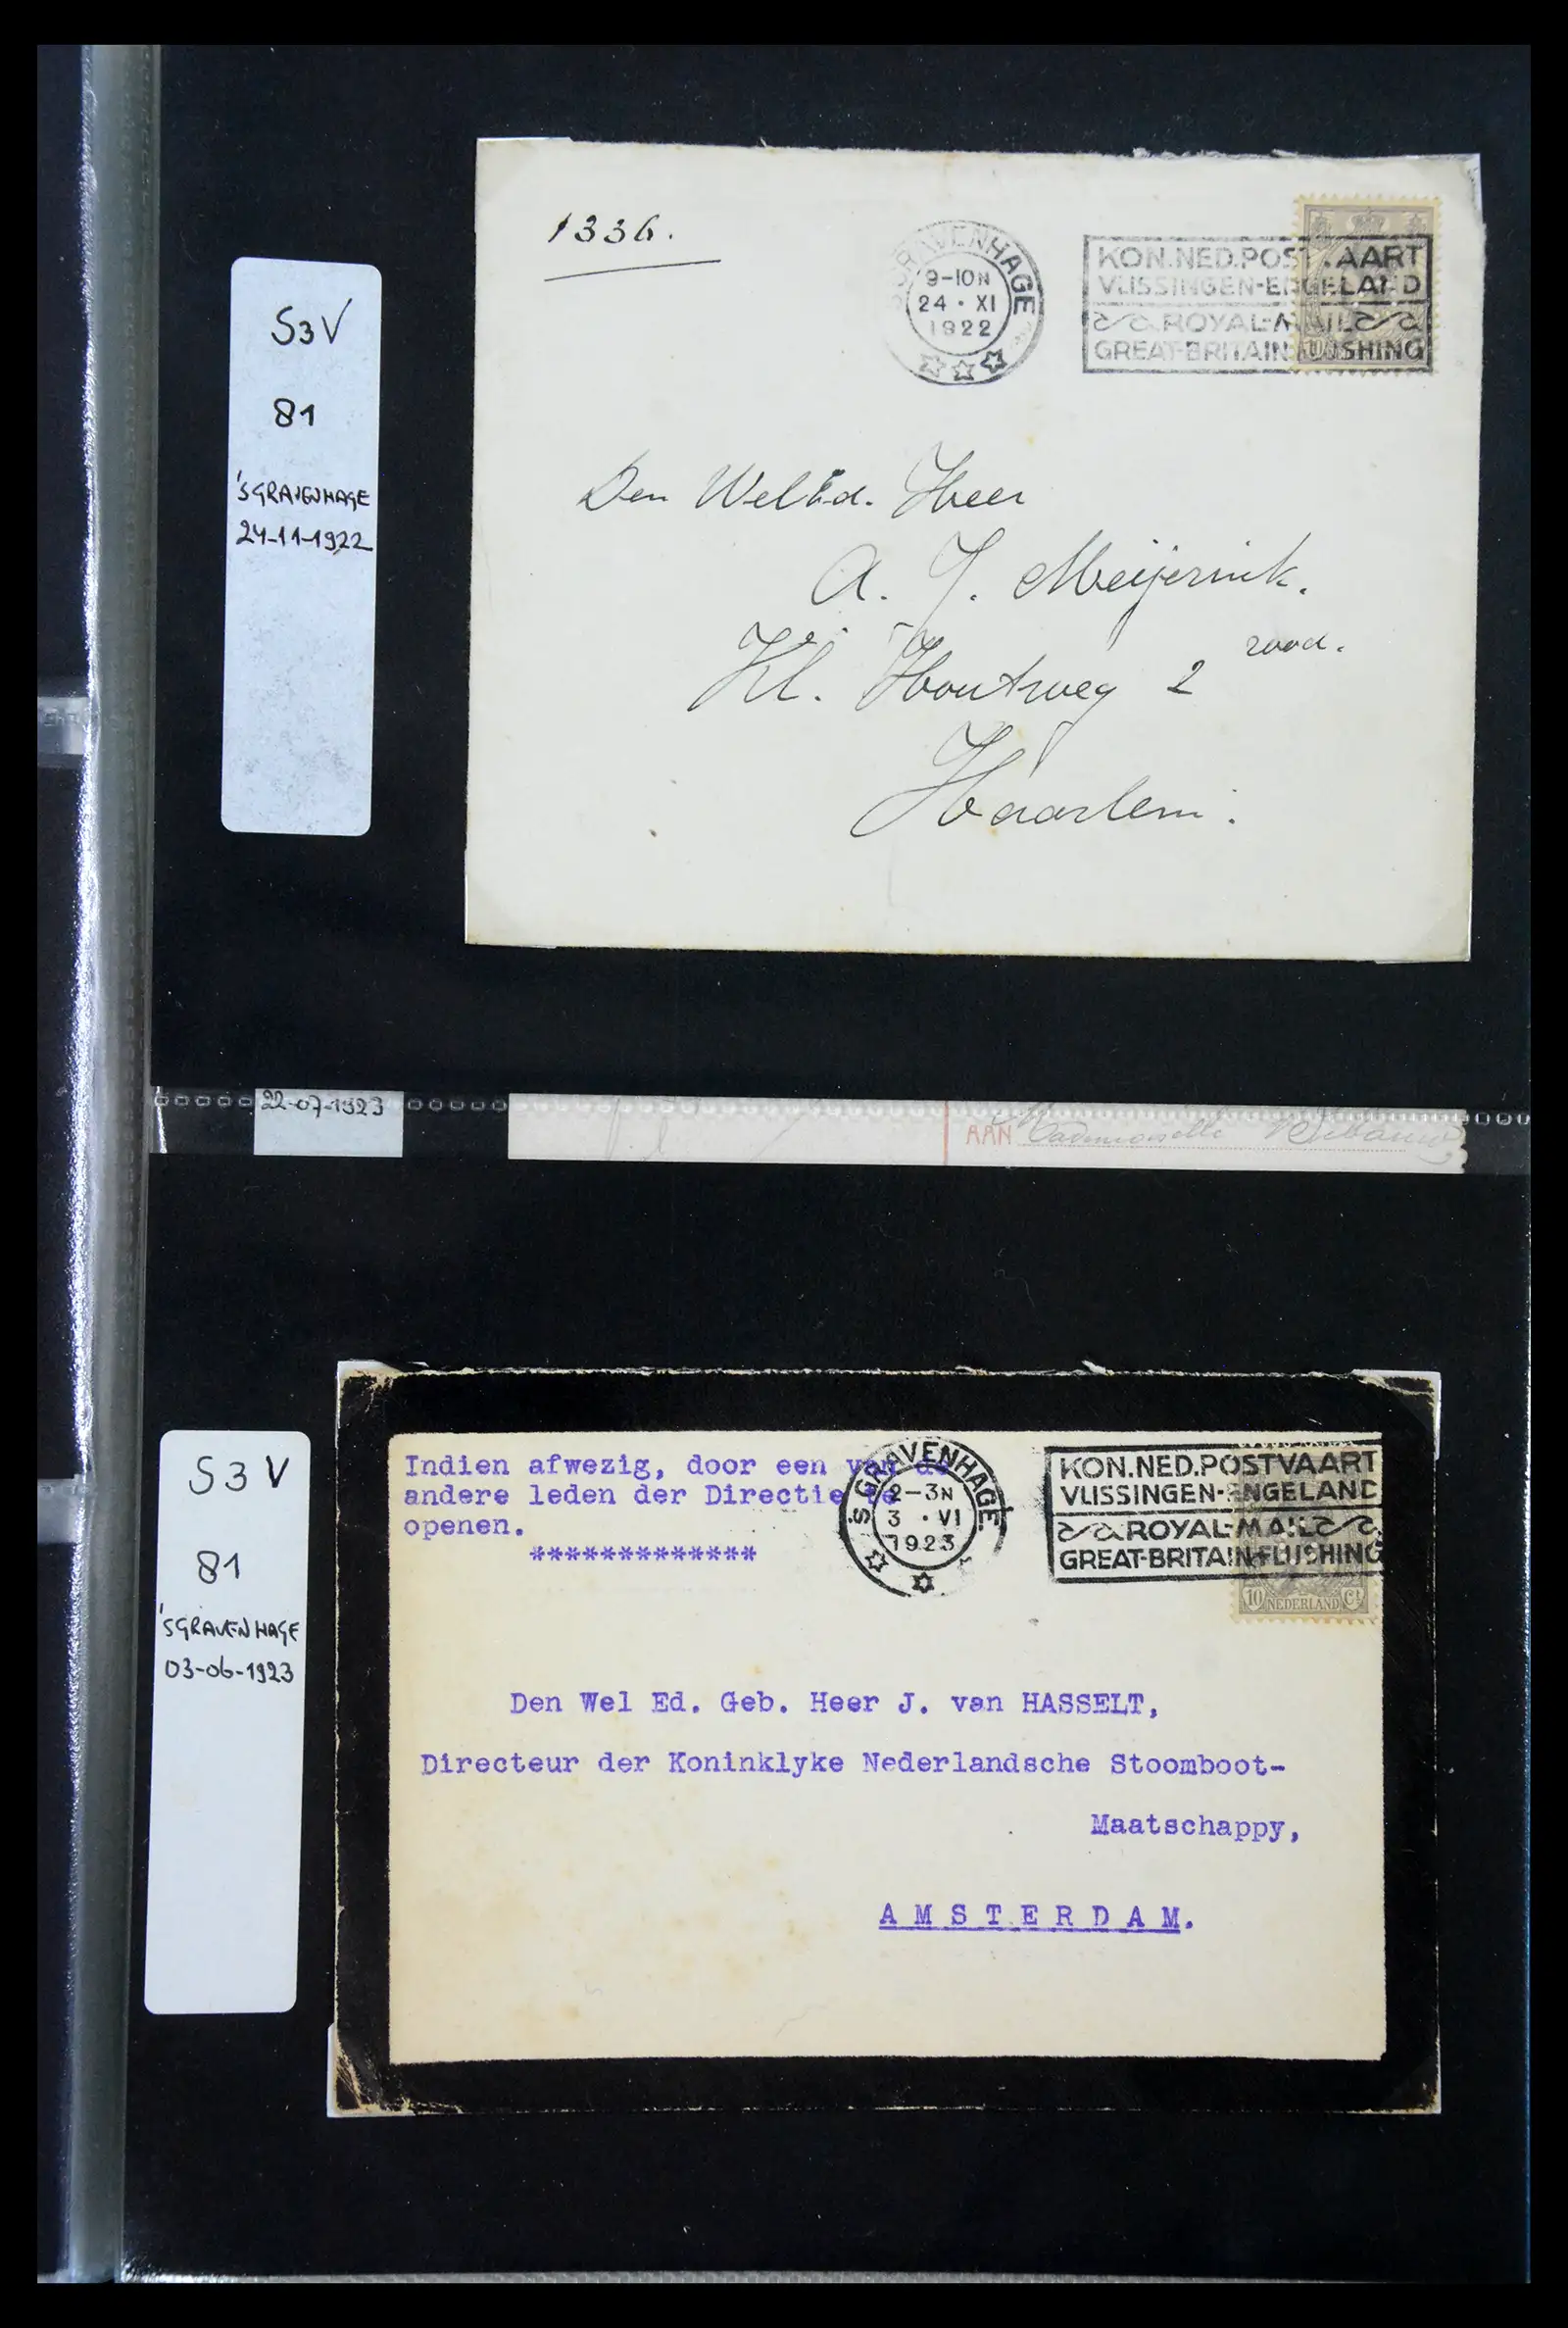 S3V
81
'SGRAVENHAGE
24-11-1922
1336.
'S GRAVENHAGE
9-10N
24 · XI
1922
KON.NED.POSTVAART
VLISSINGEN-ENGELAND
ROYAL-MAIL
GREAT-BRITAIN-FLUSHING
Den WelEd. Heer
A. J. Meijerink.
Kl. Houtweg 2 rood.
Haarlem.
22-07-1923
AAN Mademoiselle
S3V
81
'SGRAVENHAGE
03-06-1923
Indien afwezig, door een van de
andere leden der Directie te
openen.
*************
'S GRAVENHAGE.
2-3N
3 · VI
1923
KON.NED.POSTVAART
VLISSINGEN-ENGELAND
ROYAL-MAIL
GREAT-BRITAIN-FLUSHING
10 NEDERLAND Ct
Den Wel Ed. Geb. Heer J. van HASSELT,
Directeur der Koninklyke Nederlandsche Stoomboot-
Maatschappy,
AMSTERDAM.